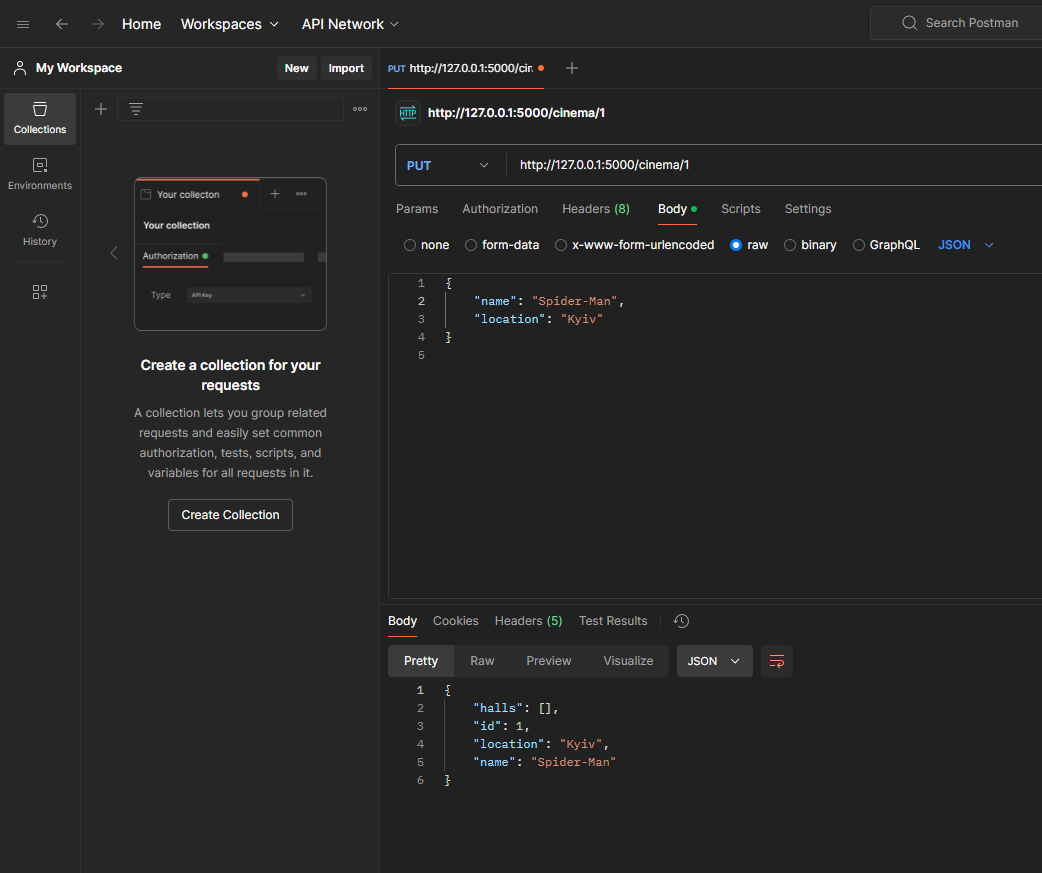 Home Workspaces API Network Search Postman
My Workspace New Import
PUT http://127.0.0.1:5000/cin
Collections
Environments
History
Your collecton
Your collection
Authorization
Type API Key
Create a collection for your
requests
A collection lets you group related
requests and easily set common
authorization, tests, scripts, and
variables for all requests in it.
Create Collection
HTTP http://127.0.0.1:5000/cinema/1
PUT http://127.0.0.1:5000/cinema/1
Params Authorization Headers (8) Body Scripts Settings
none form-data x-www-form-urlencoded raw binary GraphQL JSON
1 {
2 "name": "Spider-Man",
3 "location": "Kyiv"
4 }
5
Body Cookies Headers (5) Test Results
Pretty Raw Preview Visualize JSON
1 {
2 "halls": [],
3 "id": 1,
4 "location": "Kyiv",
5 "name": "Spider-Man"
6 }